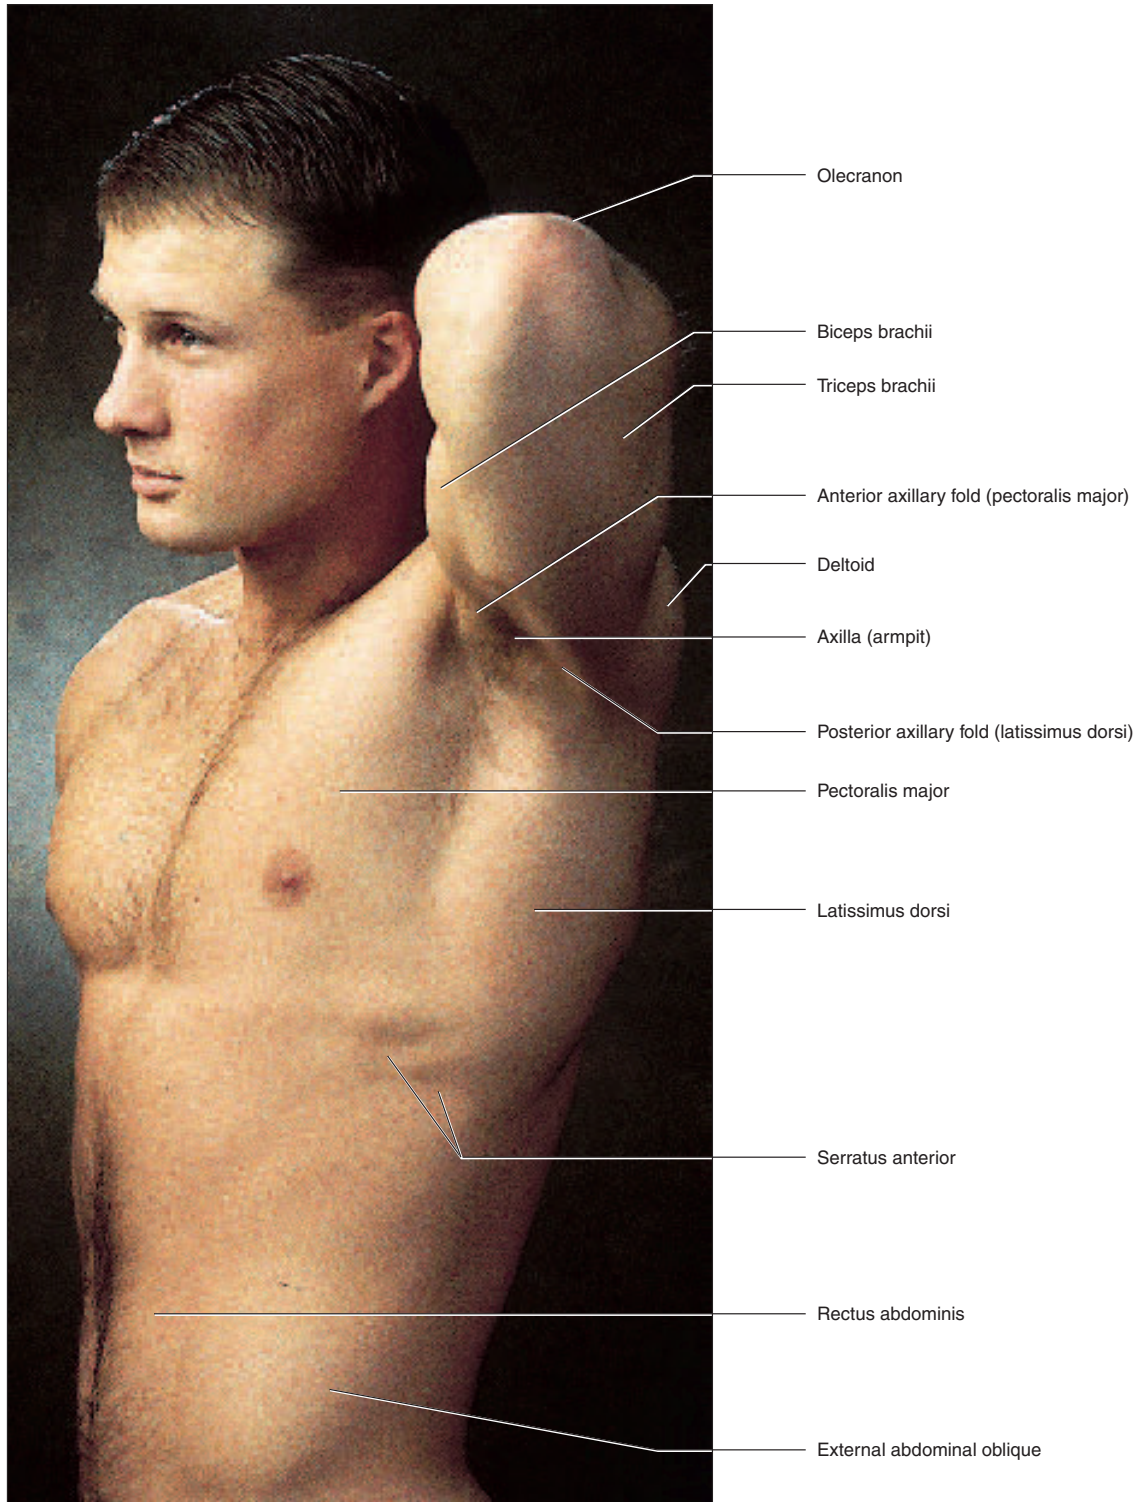 Olecranon
Biceps brachii
Triceps brachii
Anterior axillary fold (pectoralis major)
Deltoid
Axilla (armpit)
Posterior axillary fold (latissimus dorsi)
Pectoralis major
Latissimus dorsi
Serratus anterior
Rectus abdominis
External abdominal oblique